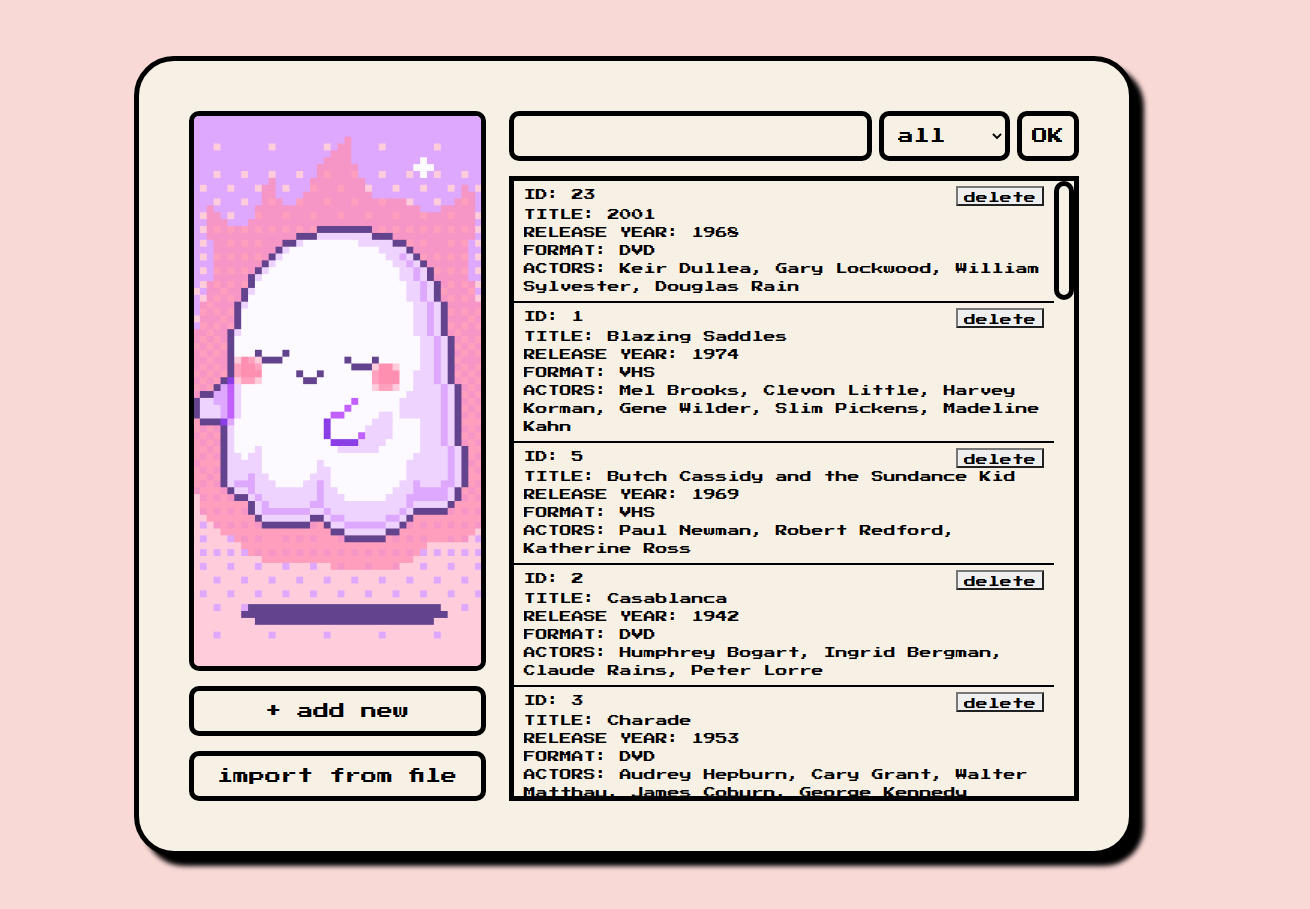 all
OK
ID: 23
delete
TITLE: 2001
RELEASE YEAR: 1968
FORMAT: DVD
ACTORS: Keir Dullea, Gary Lockwood, William
Sylvester, Douglas Rain
ID: 1
delete
TITLE: Blazing Saddles
RELEASE YEAR: 1974
FORMAT: VHS
ACTORS: Mel Brooks, Clevon Little, Harvey
Korman, Gene Wilder, Slim Pickens, Madeline
Kahn
ID: 5
delete
TITLE: Butch Cassidy and the Sundance Kid
RELEASE YEAR: 1969
FORMAT: VHS
ACTORS: Paul Newman, Robert Redford,
Katherine Ross
ID: 2
delete
TITLE: Casablanca
RELEASE YEAR: 1942
FORMAT: DVD
ACTORS: Humphrey Bogart, Ingrid Bergman,
Claude Rains, Peter Lorre
ID: 3
delete
TITLE: Charade
RELEASE YEAR: 1953
FORMAT: DVD
ACTORS: Audrey Hepburn, Cary Grant, Walter
Matthau, James Coburn, George Kennedy
+ add new
import from file